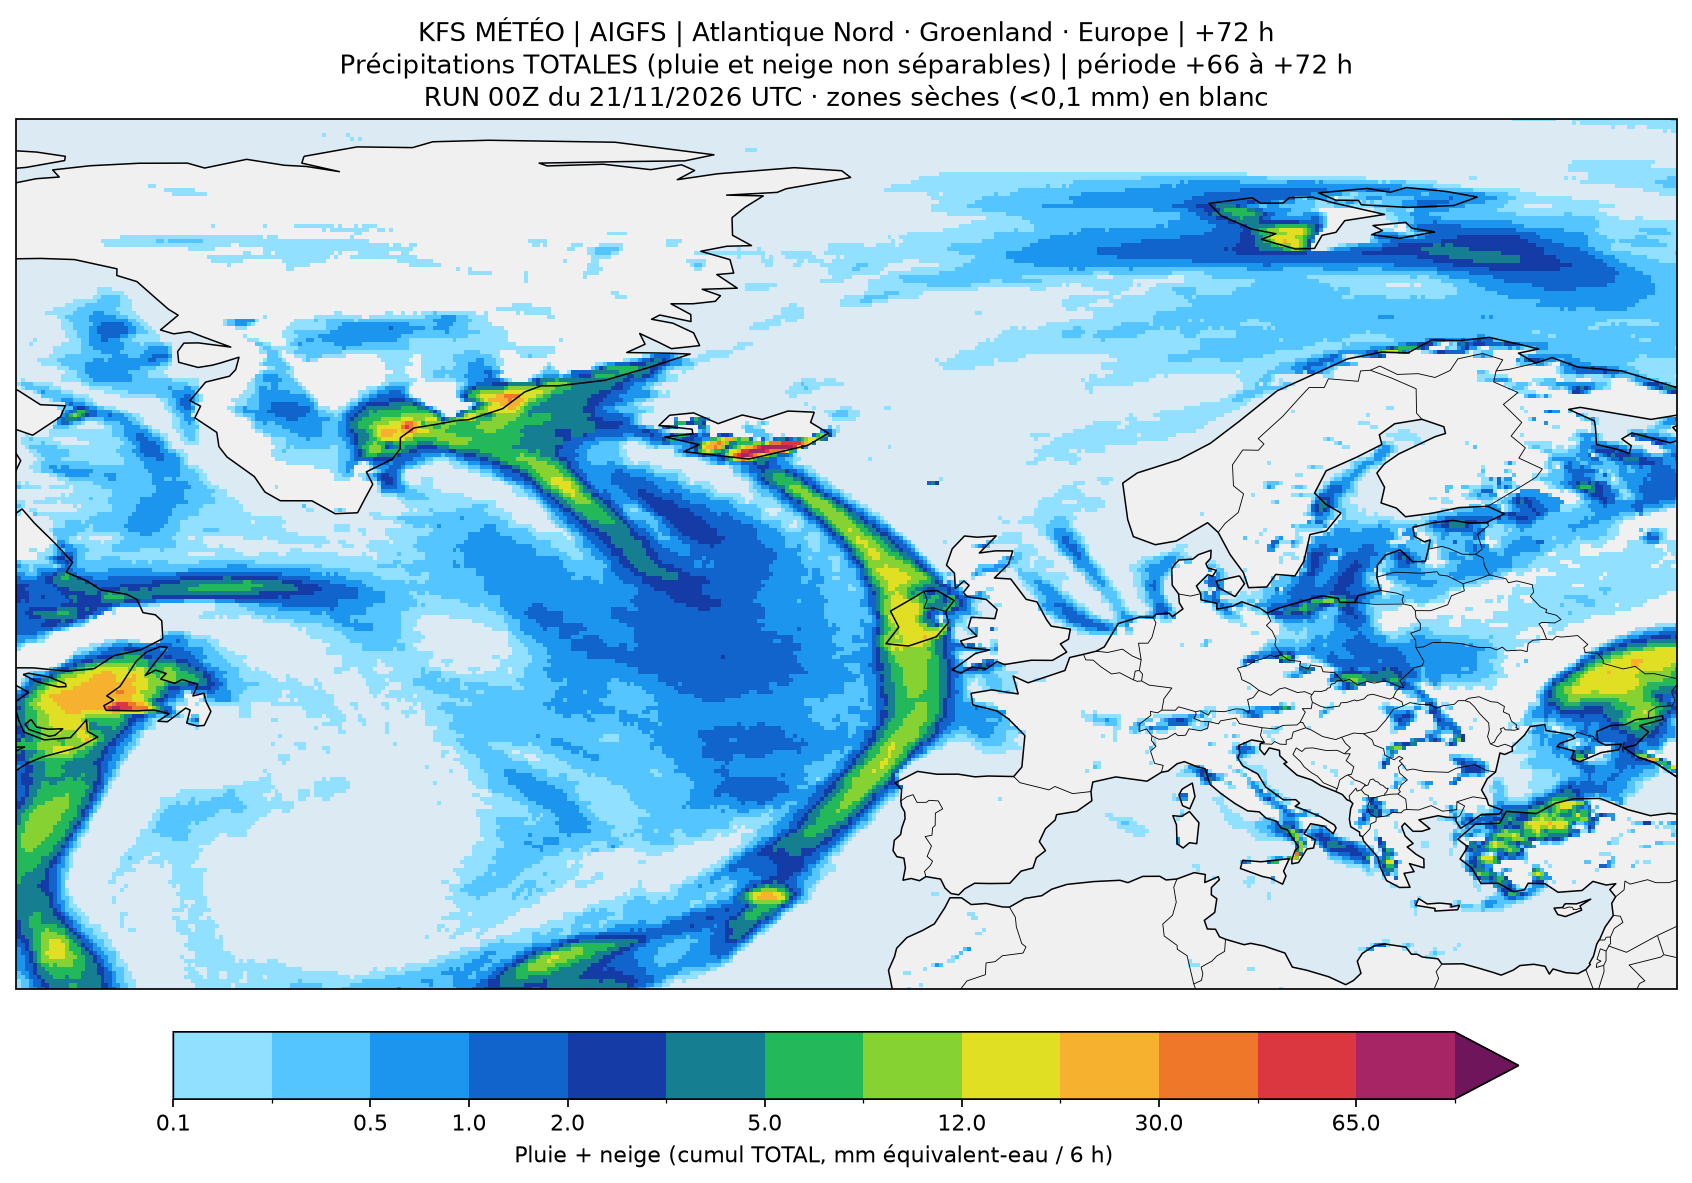 KFS MÉTÉO | AIGFS | Atlantique Nord · Groenland · Europe | +72 h
Précipitations TOTALES (pluie et neige non séparables) | période +66 à +72 h
RUN 00Z du 21/11/2026 UTC · zones sèches (<0,1 mm) en blanc
0.1 0.5 1.0 2.0 5.0 12.0 30.0 65.0
Pluie + neige (cumul TOTAL, mm équivalent-eau / 6 h)